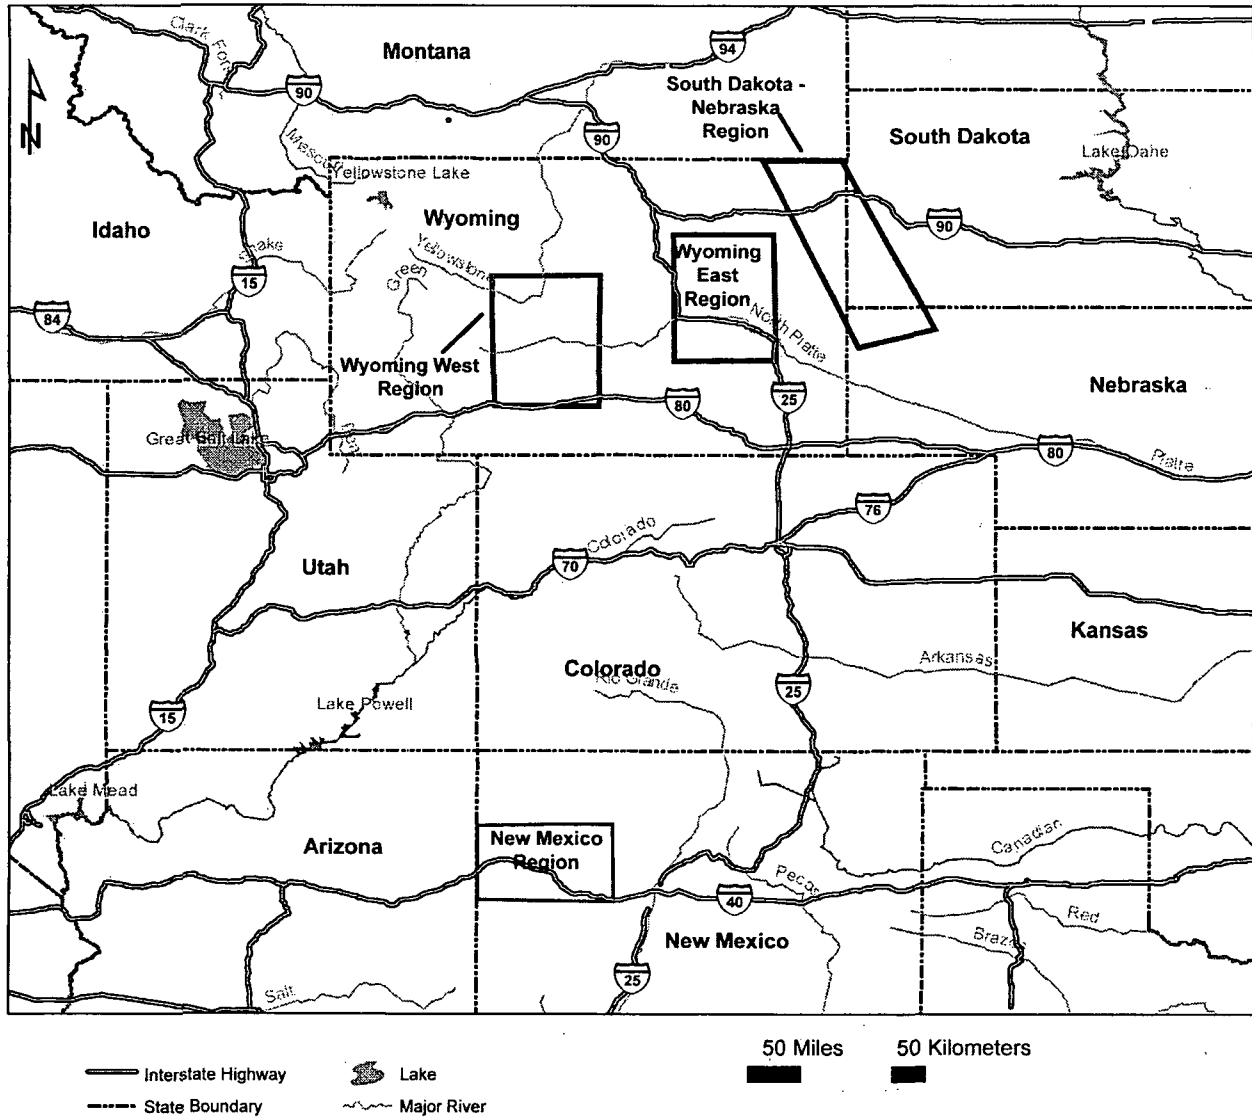 Clark Fork
Montana
94
90
South Dakota -
Nebraska
Region
90
South Dakota
Lake Oahe
Yellowstone Lake
Wyoming
Idaho
Snake
Yellowstone
Green
Wyoming
East
Region
90
15
84
North Platte
Wyoming West
Region
Nebraska
80
25
Great Salt Lake
80
Platte
76
Colorado
70
Utah
Kansas
Arkansas
Colorado
Rio Grande
25
Lake Powell
15
Lake Mead
New Mexico
Region
Arizona
Canadian
Pecos
40
Red
New Mexico
Brazos
25
Salt
N
50 Miles
50 Kilometers
Interstate Highway
Lake
State Boundary
Major River